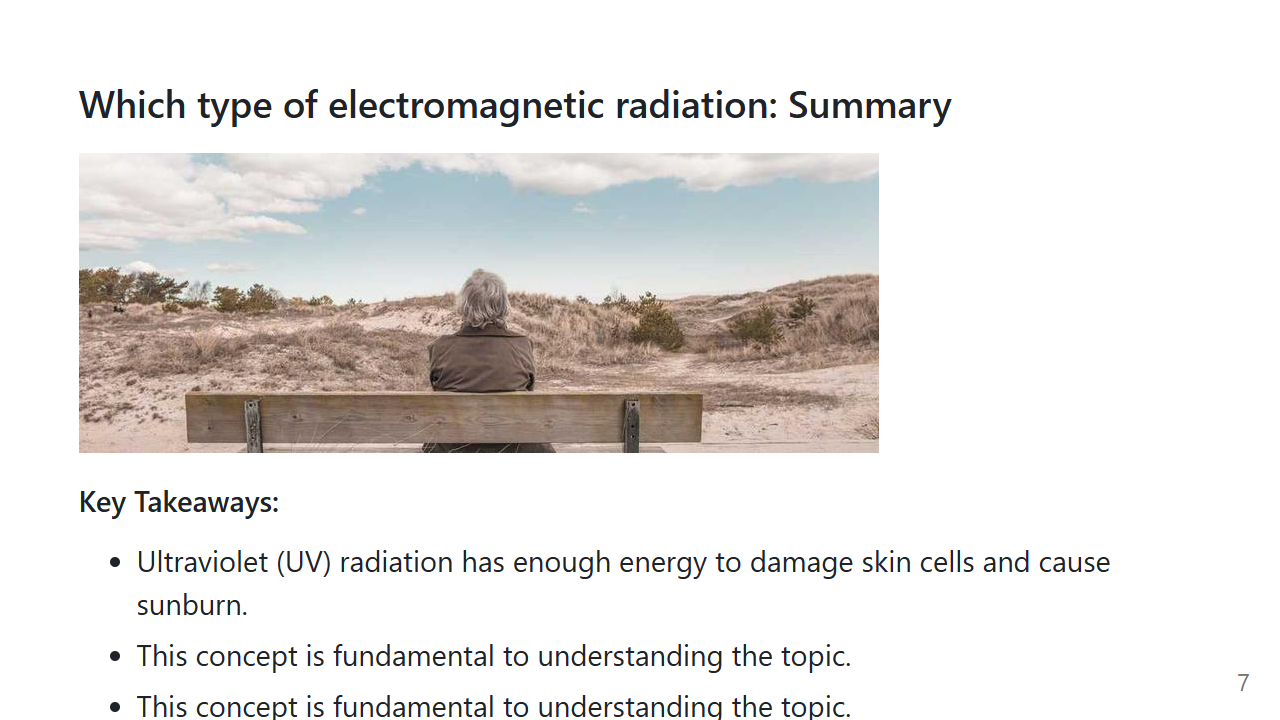 Which type of electromagnetic radiation: Summary
Key Takeaways:
• Ultraviolet (UV) radiation has enough energy to damage skin cells and cause
sunburn.
• This concept is fundamental to understanding the topic.
• This concept is fundamental to understanding the topic.
7